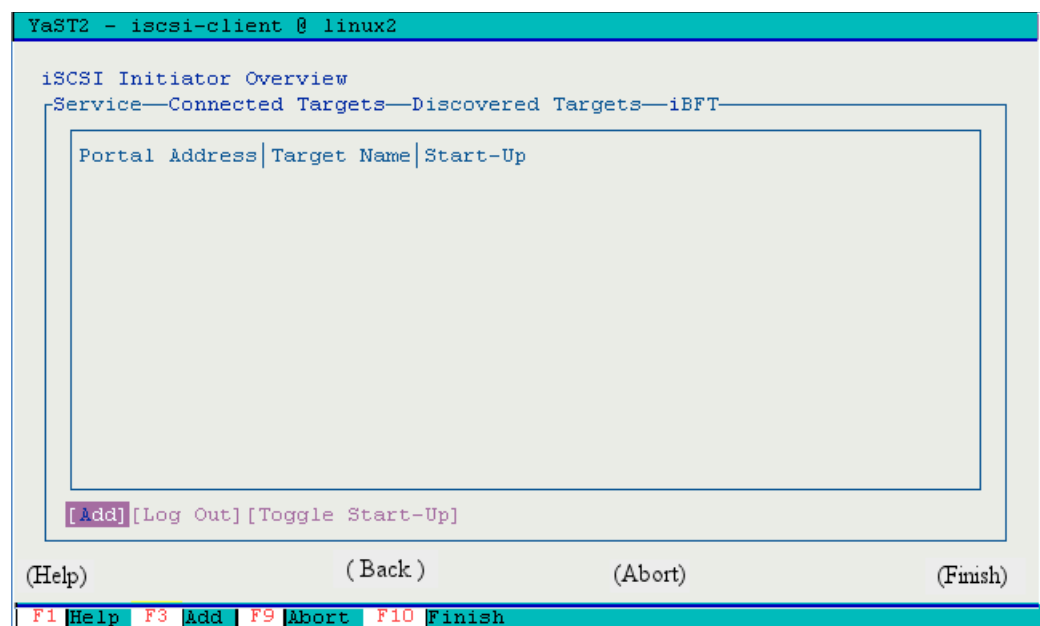 YaST2 - iscsi-client @ linux2
iSCSI Initiator Overview
Service—Connected Targets—Discovered Targets—iBFT
Portal Address|Target Name|Start-Up
[Add][Log Out][Toggle Start-Up]
(Help) (Back) (Abort) (Finish)
F1 Help F3 Add F9 Abort F10 Finish